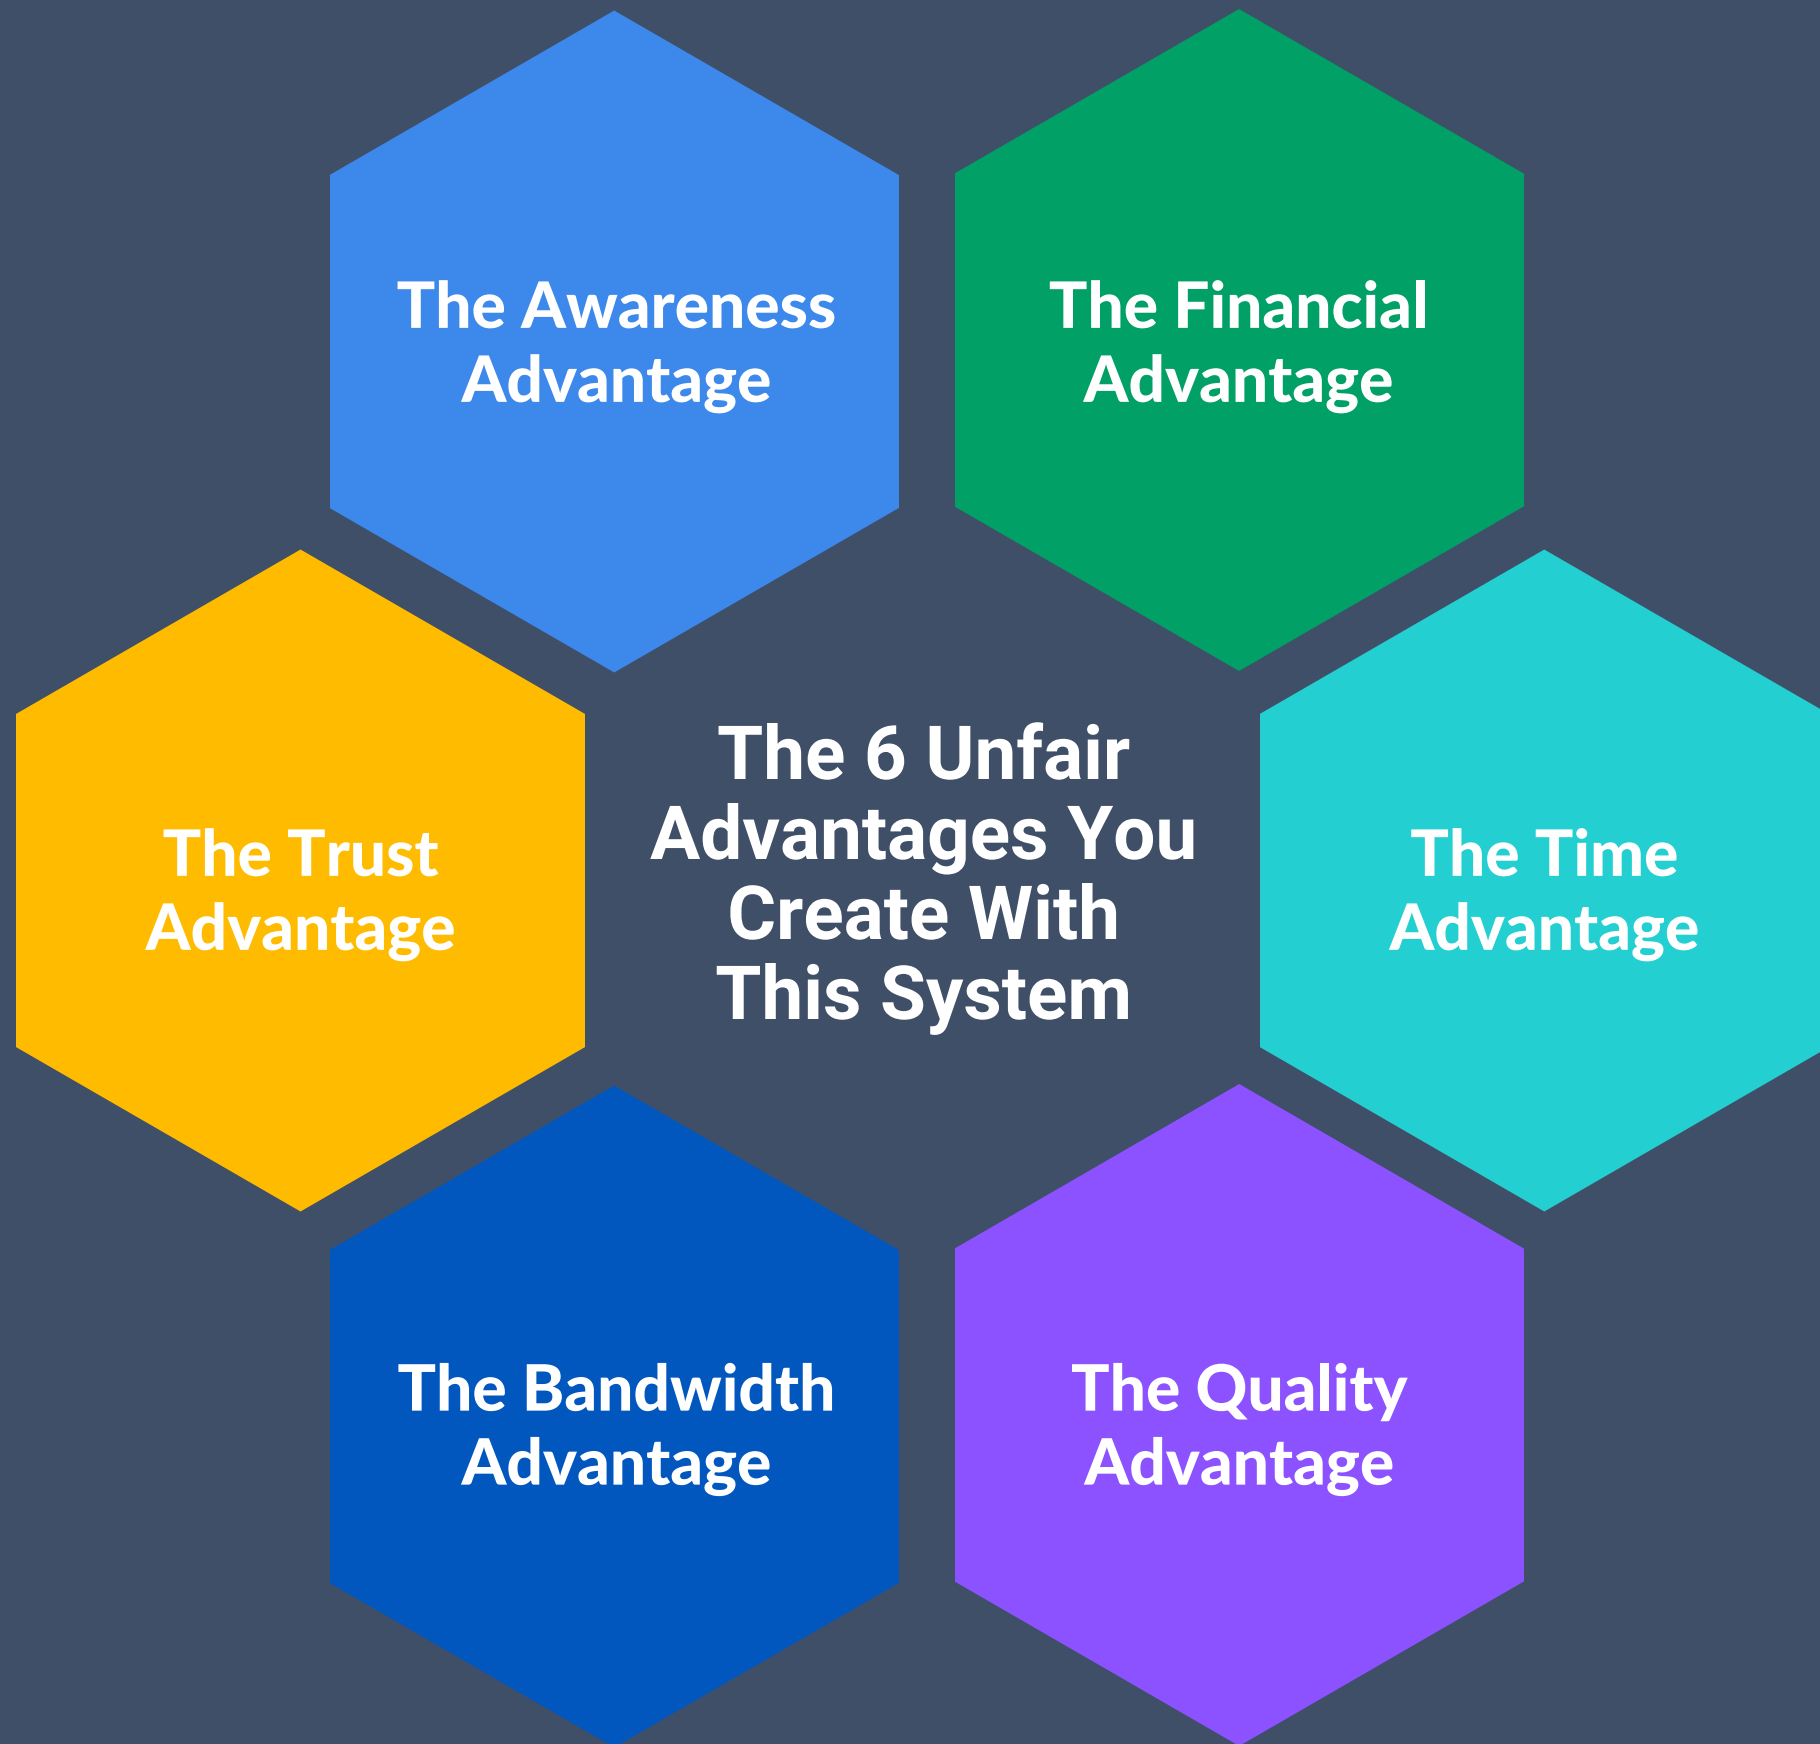 The Awareness
Advantage
The Financial
Advantage
The Trust
Advantage
The 6 Unfair
Advantages You
Create With
This System
The Time
Advantage
The Bandwidth
Advantage
The Quality
Advantage